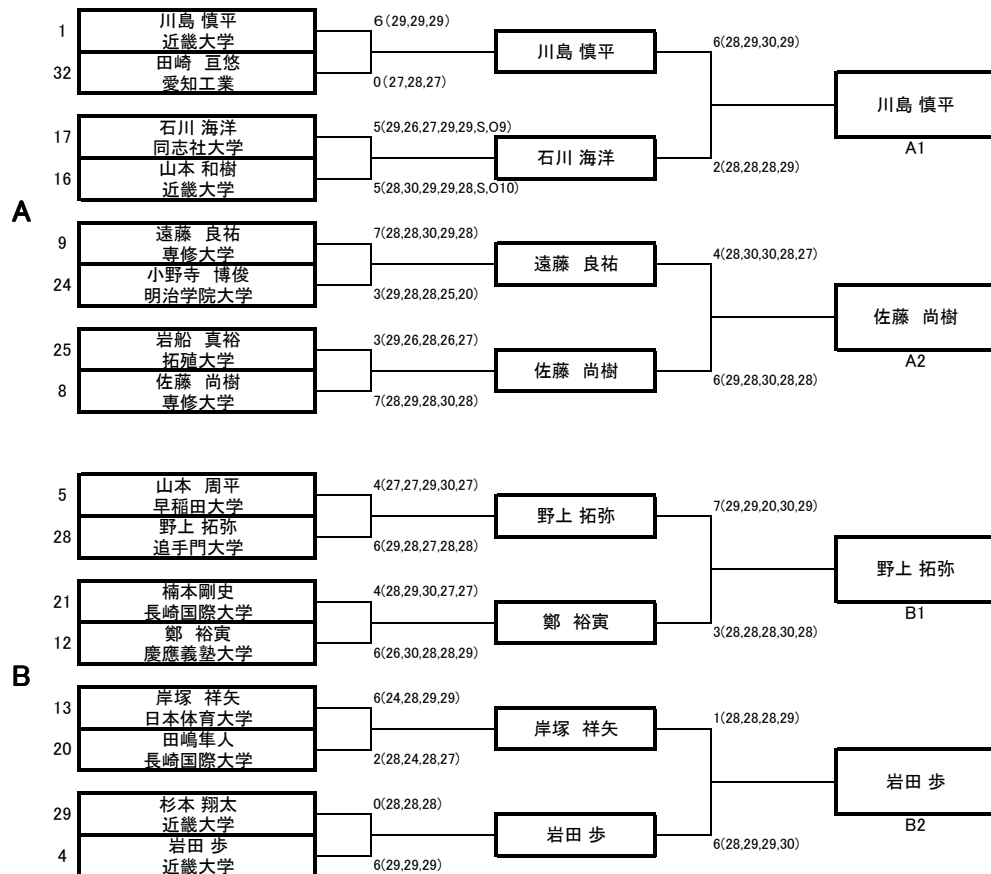 1
川島 慎平
近畿大学
6(29,29,29)
32
田崎 亘悠
愛知工業
0(27,28,27)
川島 慎平
6(28,29,30,29)
17
石川 海洋
同志社大学
5(29,26,27,29,29,S,O9)
16
山本 和樹
近畿大学
5(28,30,29,29,28,S,O10)
石川 海洋
2(28,28,28,29)
川島 慎平
A1
A
9
遠藤 良祐
専修大学
7(28,28,30,29,28)
24
小野寺 博俊
明治学院大学
3(29,28,28,25,20)
遠藤 良祐
4(28,30,30,28,27)
25
岩船 真裕
拓殖大学
3(29,26,28,26,27)
8
佐藤 尚樹
専修大学
7(28,29,28,30,28)
佐藤 尚樹
6(29,28,30,28,28)
佐藤 尚樹
A2
5
山本 周平
早稲田大学
4(27,27,29,30,27)
28
野上 拓弥
追手門大学
6(29,28,27,28,28)
野上 拓弥
7(29,29,20,30,29)
21
楠本剛史
長崎国際大学
4(28,29,30,27,27)
12
鄭 裕寅
慶應義塾大学
6(26,30,28,28,29)
鄭 裕寅
3(28,28,28,30,28)
野上 拓弥
B1
B
13
岸塚 祥矢
日本体育大学
6(24,28,29,29)
20
田嶋隼人
長崎国際大学
2(28,24,28,27)
岸塚 祥矢
1(28,28,28,29)
29
杉本 翔太
近畿大学
0(28,28,28)
4
岩田 歩
近畿大学
6(29,29,29)
岩田 歩
6(28,29,29,30)
岩田 歩
B2